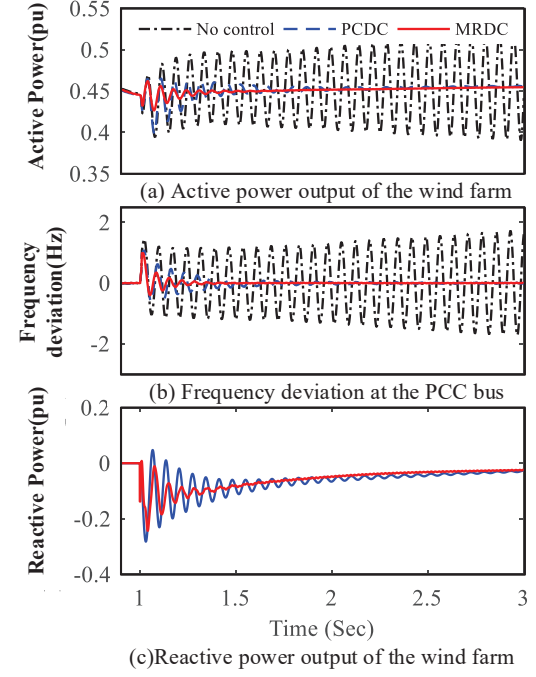 0.55
No control PCDC MRDC
0.5
0.45
0.4
0.35
Active Power(pu)
(a) Active power output of the wind farm
2
0
-2
Frequency
deviation(Hz)
(b) Frequency deviation at the PCC bus
0.2
0
-0.2
-0.4
Reactive Power(pu)
1 1.5 2 2.5 3
Time (Sec)
(c)Reactive power output of the wind farm